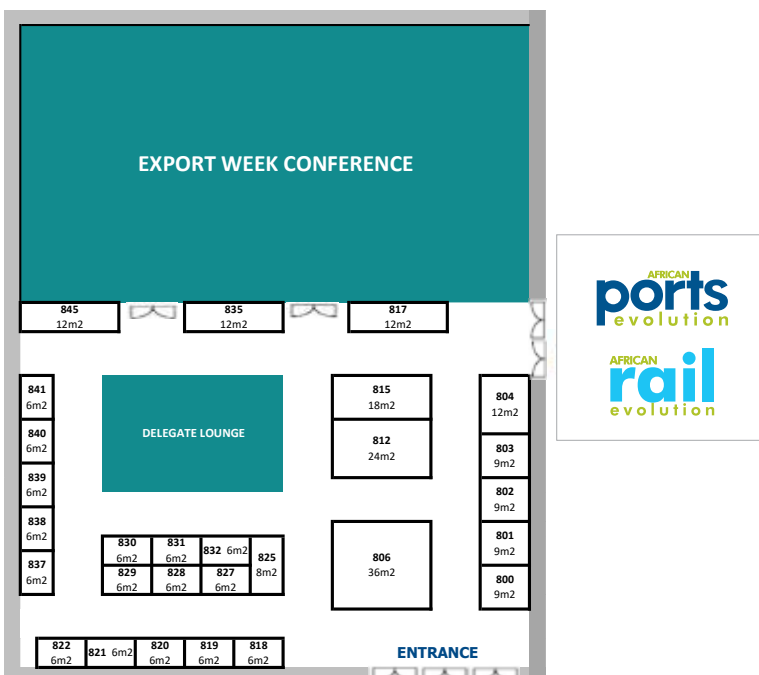 EXPORT WEEK CONFERENCE
845
12m2
835
12m2
817
12m2
AFRICAN
ports
evolution
AFRICAN
rail
evolution
841
6m2
840
6m2
839
6m2
838
6m2
837
6m2
DELEGATE LOUNGE
815
18m2
812
24m2
804
12m2
803
9m2
802
9m2
801
9m2
800
9m2
830
6m2
831
6m2
832 6m2
825
8m2
829
6m2
828
6m2
827
6m2
806
36m2
822
6m2
821 6m2
820
6m2
819
6m2
818
6m2
ENTRANCE